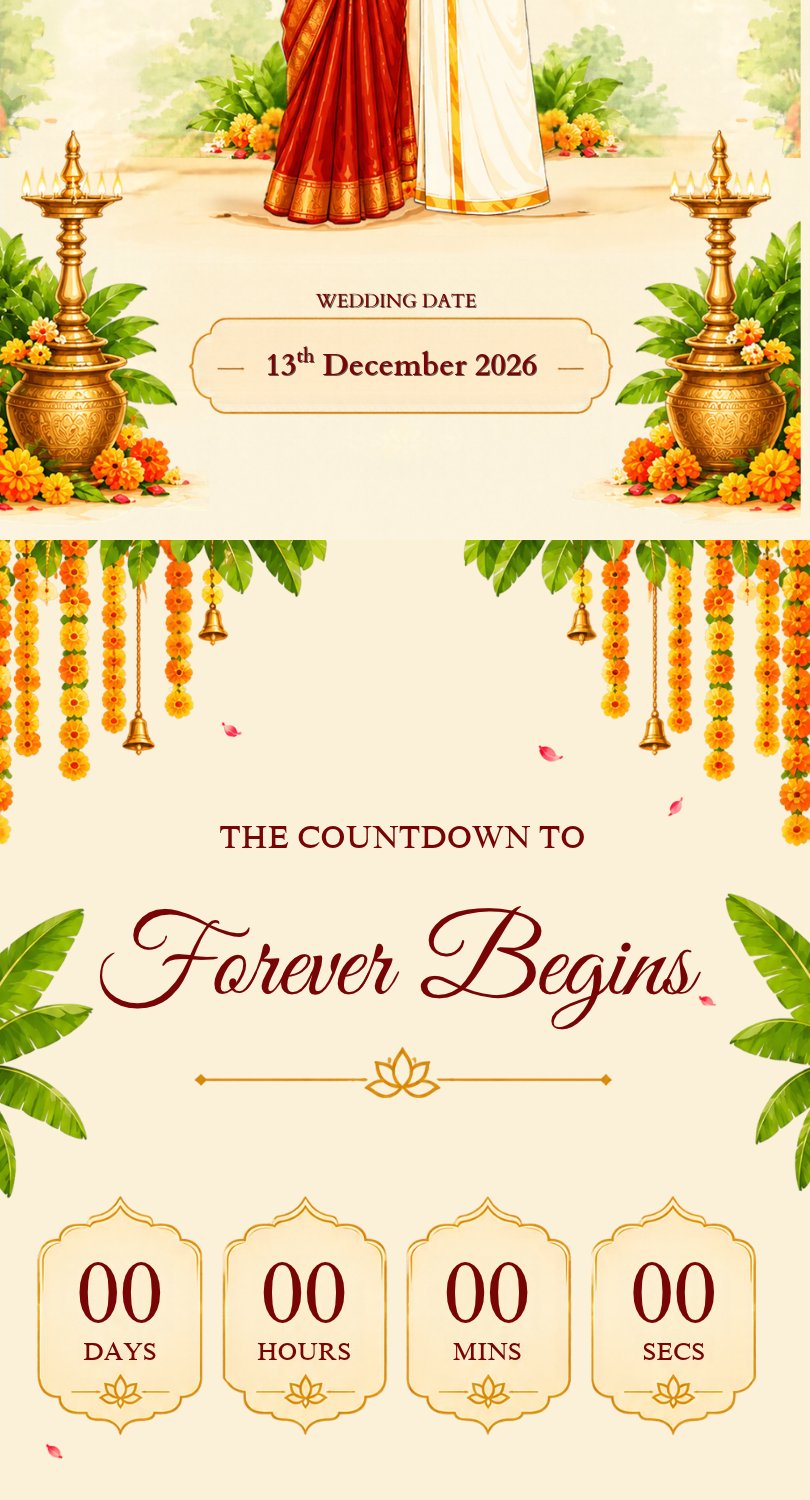 WEDDING DATE
13th December 2026
THE COUNTDOWN TO
Forever Begins
00 00 00 00
DAYS HOURS MINS SECS